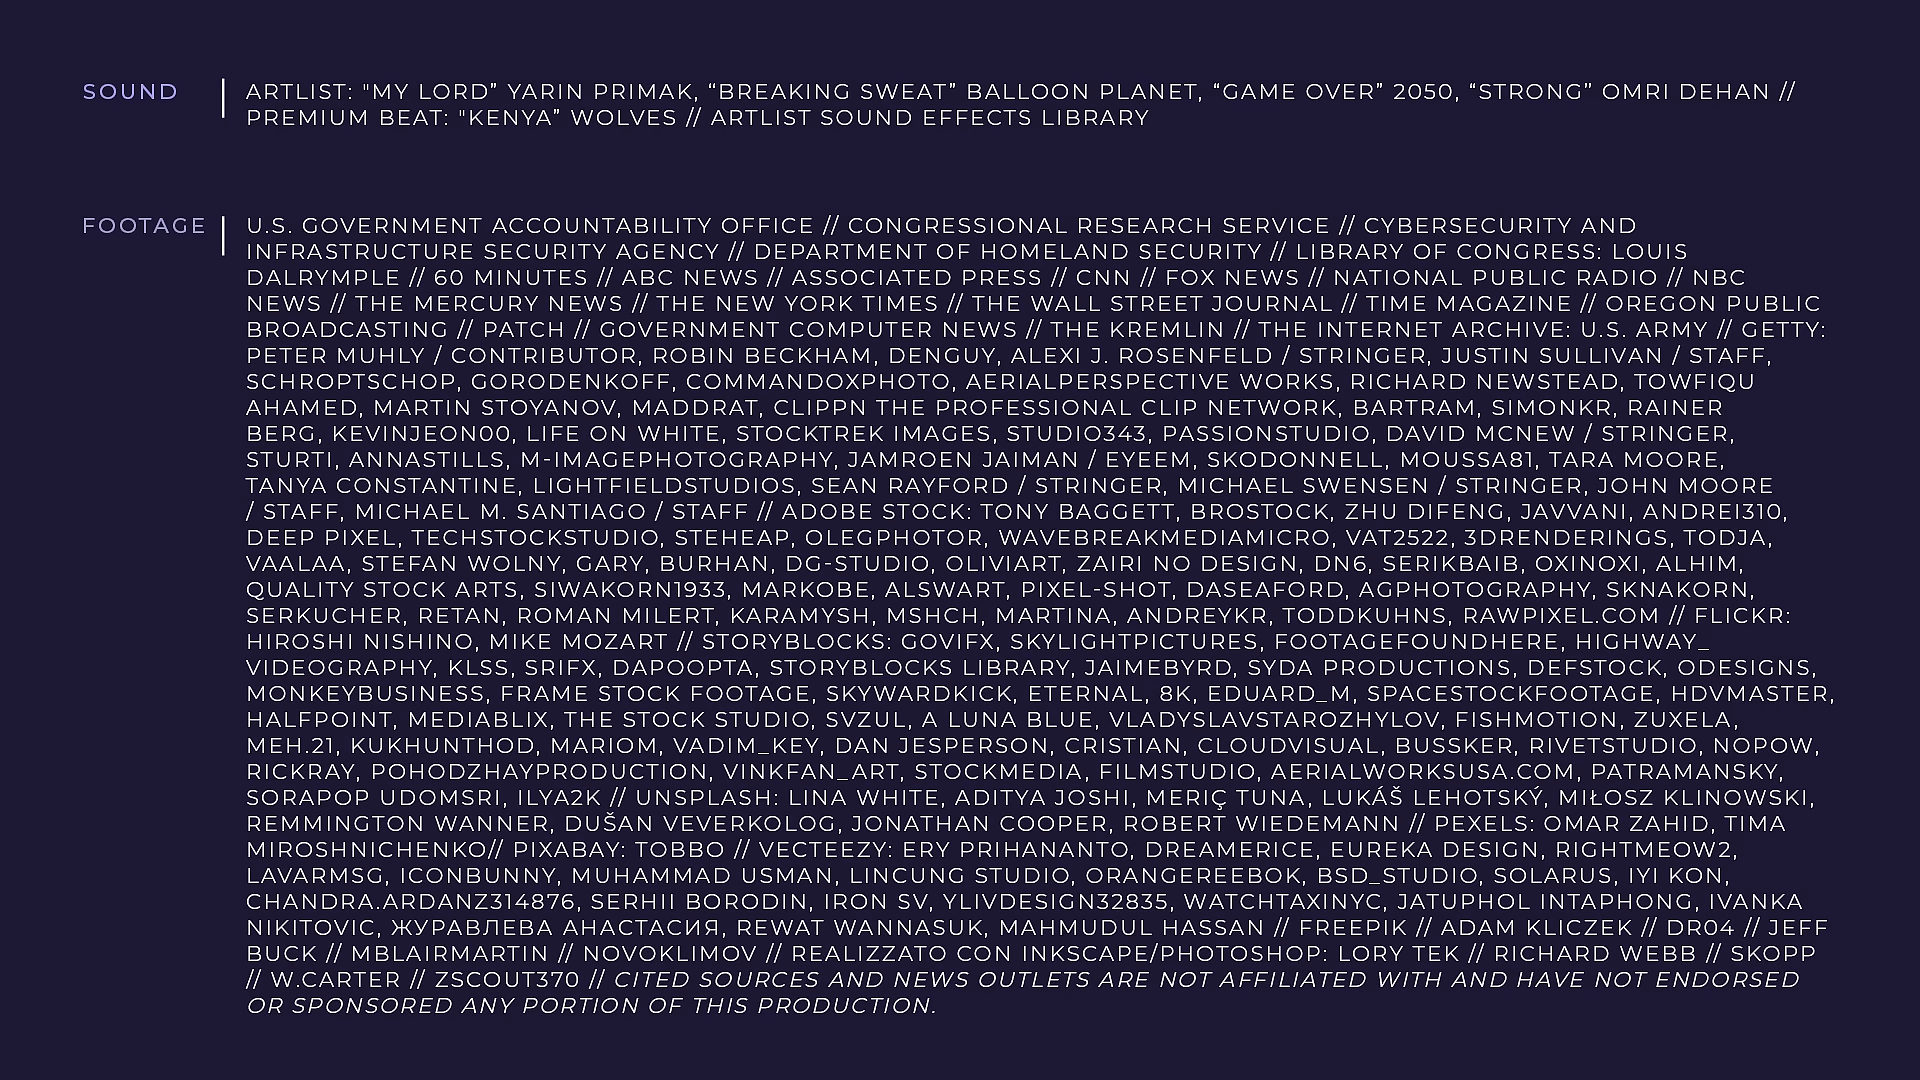 SOUND
ARTLIST: "MY LORD” YARIN PRIMAK, “BREAKING SWEAT” BALLOON PLANET, “GAME OVER” 2050, “STRONG” OMRI DEHAN //
PREMIUM BEAT: "KENYA” WOLVES // ARTLIST SOUND EFFECTS LIBRARY
FOOTAGE
U.S. GOVERNMENT ACCOUNTABILITY OFFICE // CONGRESSIONAL RESEARCH SERVICE // CYBERSECURITY AND
INFRASTRUCTURE SECURITY AGENCY // DEPARTMENT OF HOMELAND SECURITY // LIBRARY OF CONGRESS: LOUIS
DALRYMPLE // 60 MINUTES // ABC NEWS // ASSOCIATED PRESS // CNN // FOX NEWS // NATIONAL PUBLIC RADIO // NBC
NEWS // THE MERCURY NEWS // THE NEW YORK TIMES // THE WALL STREET JOURNAL // TIME MAGAZINE // OREGON PUBLIC
BROADCASTING // PATCH // GOVERNMENT COMPUTER NEWS // THE KREMLIN // THE INTERNET ARCHIVE: U.S. ARMY // GETTY:
PETER MUHLY / CONTRIBUTOR, ROBIN BECKHAM, DENGUY, ALEXI J. ROSENFELD / STRINGER, JUSTIN SULLIVAN / STAFF,
SCHROPTSCHOP, GORODENKOFF, COMMANDOXPHOTO, AERIALPERSPECTIVE WORKS, RICHARD NEWSTEAD, TOWFIQU
AHAMED, MARTIN STOYANOV, MADDRAT, CLIPPN THE PROFESSIONAL CLIP NETWORK, BARTRAM, SIMONKR, RAINER
BERG, KEVINJEON00, LIFE ON WHITE, STOCKTREK IMAGES, STUDIO343, PASSIONSTUDIO, DAVID MCNEW / STRINGER,
STURTI, ANNASTILLS, M-IMAGEPHOTOGRAPHY, JAMROEN JAIMAN / EYEEM, SKODONNELL, MOUSSA81, TARA MOORE,
TANYA CONSTANTINE, LIGHTFIELDSTUDIOS, SEAN RAYFORD / STRINGER, MICHAEL SWENSEN / STRINGER, JOHN MOORE
/ STAFF, MICHAEL M. SANTIAGO / STAFF // ADOBE STOCK: TONY BAGGETT, BROSTOCK, ZHU DIFENG, JAVVANI, ANDREI310,
DEEP PIXEL, TECHSTOCKSTUDIO, STEHEAP, OLEGPHOTOR, WAVEBREAKMEDIAMICRO, VAT2522, 3DRENDERINGS, TODJA,
VAALAA, STEFAN WOLNY, GARY, BURHAN, DG-STUDIO, OLIVIART, ZAIRI NO DESIGN, DN6, SERIKBAIB, OXINOXI, ALHIM,
QUALITY STOCK ARTS, SIWAKORN1933, MARKOBE, ALSWART, PIXEL-SHOT, DASEAFORD, AGPHOTOGRAPHY, SKNAKORN,
SERKUCHER, RETAN, ROMAN MILERT, KARAMYSH, MSHCH, MARTINA, ANDREYKR, TODDKUHNS, RAWPIXEL.COM // FLICKR:
HIROSHI NISHINO, MIKE MOZART // STORYBLOCKS: GOVIFX, SKYLIGHTPICTURES, FOOTAGEFOUNDHERE, HIGHWAY_
VIDEOGRAPHY, KLSS, SRIFX, DAPOOPTA, STORYBLOCKS LIBRARY, JAIMEBYRD, SYDA PRODUCTIONS, DEFSTOCK, ODESIGNS,
MONKEYBUSINESS, FRAME STOCK FOOTAGE, SKYWARDKICK, ETERNAL, 8K, EDUARD_M, SPACESTOCKFOOTAGE, HDVMASTER,
HALFPOINT, MEDIABLIX, THE STOCK STUDIO, SVZUL, A LUNA BLUE, VLADYSLAVSTAROZHYLOV, FISHMOTION, ZUXELA,
MEH.21, KUKHUNTHOD, MARIOM, VADIM_KEY, DAN JESPERSON, CRISTIAN, CLOUDVISUAL, BUSSKER, RIVETSTUDIO, NOPOW,
RICKRAY, POHODZHAYPRODUCTION, VINKFAN_ART, STOCKMEDIA, FILMSTUDIO, AERIALWORKSUSA.COM, PATRAMANSKY,
SORAPOP UDOMSRI, ILYA2K // UNSPLASH: LINA WHITE, ADITYA JOSHI, MERIÇ TUNA, LUKÁŠ LEHOTSKÝ, MIŁOSZ KLINOWSKI,
REMMINGTON WANNER, DUŠAN VEVERKOLOG, JONATHAN COOPER, ROBERT WIEDEMANN // PEXELS: OMAR ZAHID, TIMA
MIROSHNICHENKO// PIXABAY: TOBBO // VECTEEZY: ERY PRIHANANTO, DREAMERICE, EUREKA DESIGN, RIGHTMEOW2,
LAVARMSG, ICONBUNNY, MUHAMMAD USMAN, LINCUNG STUDIO, ORANGEREEBOK, BSD_STUDIO, SOLARUS, IYI KON,
CHANDRA.ARDANZ314876, SERHII BORODIN, IRON SV, YLIVDESIGN32835, WATCHTAXINYC, JATUPHOL INTAPHONG, IVANKA
NIKITOVIC, ЖУРАВЛЕВА АНАСТАСИЯ, REWAT WANNASUK, MAHMUDUL HASSAN // FREEPIK // ADAM KLICZEK // DR04 // JEFF
BUCK // MBLAIRMARTIN // NOVOKLIMOV // REALIZZATO CON INKSCAPE/PHOTOSHOP: LORY TEK // RICHARD WEBB // SKOPP
// W.CARTER // ZSCOUT370 // CITED SOURCES AND NEWS OUTLETS ARE NOT AFFILIATED WITH AND HAVE NOT ENDORSED
OR SPONSORED ANY PORTION OF THIS PRODUCTION.